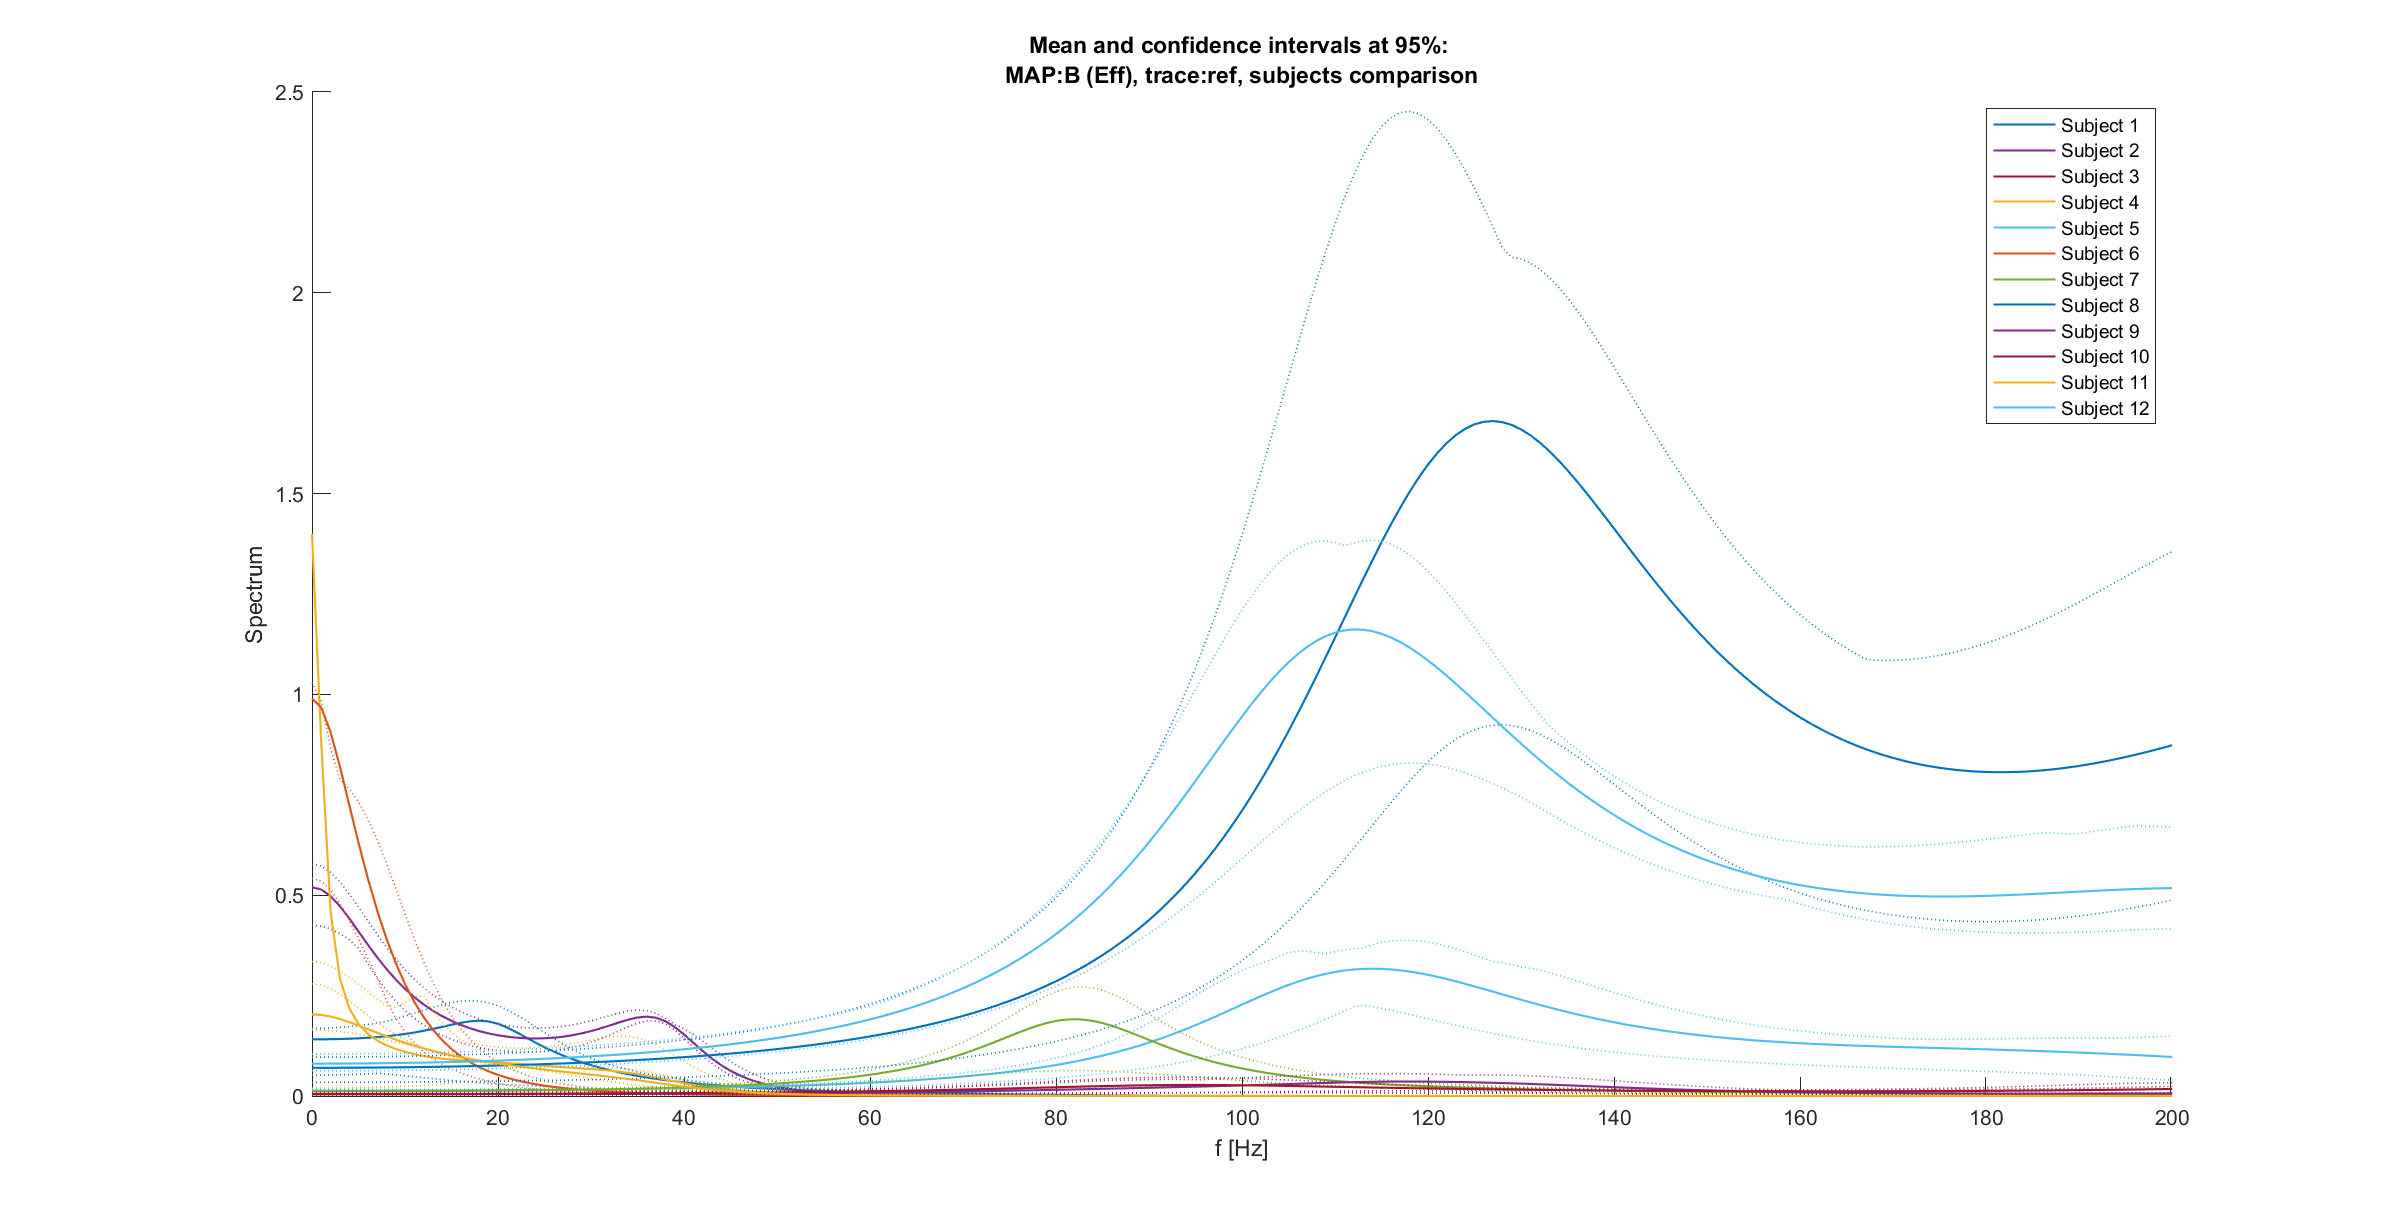 Mean and confidence intervals at 95%:
MAP:B (Eff), trace:ref, subjects comparison
2.5
2
1.5
1
0.5
0
Spectrum
Subject 1
Subject 2
Subject 3
Subject 4
Subject 5
Subject 6
Subject 7
Subject 8
Subject 9
Subject 10
Subject 11
Subject 12
0 20 40 60 80 100 120 140 160 180 200
f [Hz]